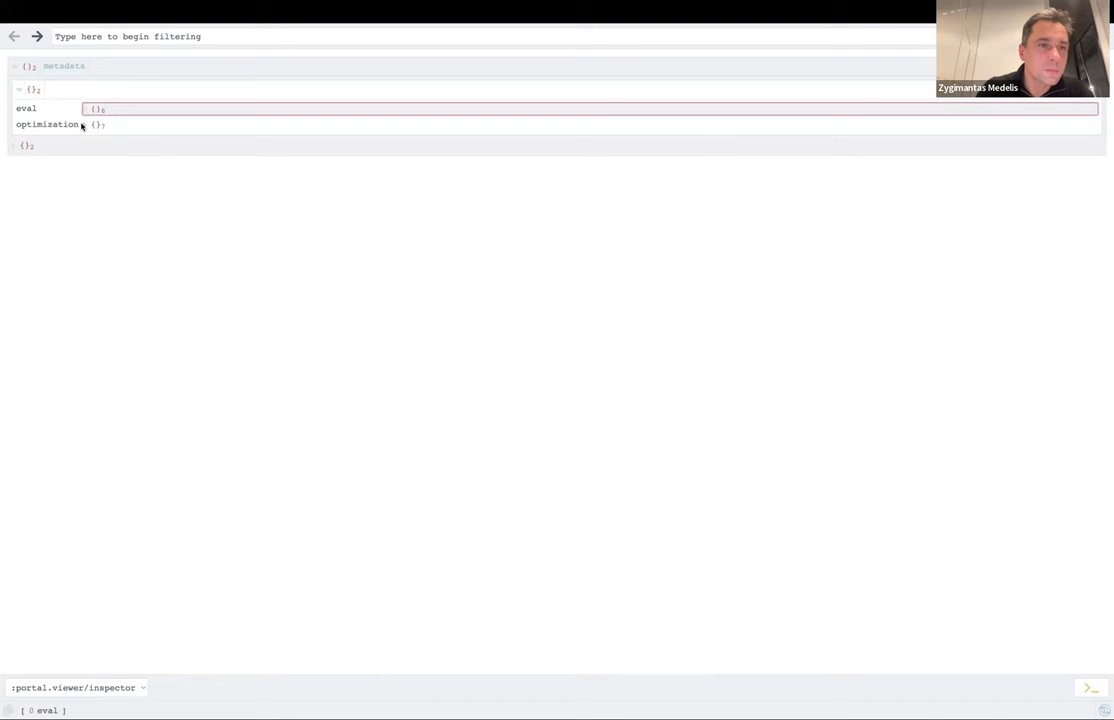 Type here to begin filtering
{}2 metadata
{}2
eval {}6
optimization {}7
{}2
Zygimantas Medelis
:portal.viewer/inspector
>_
[ 0 eval ]